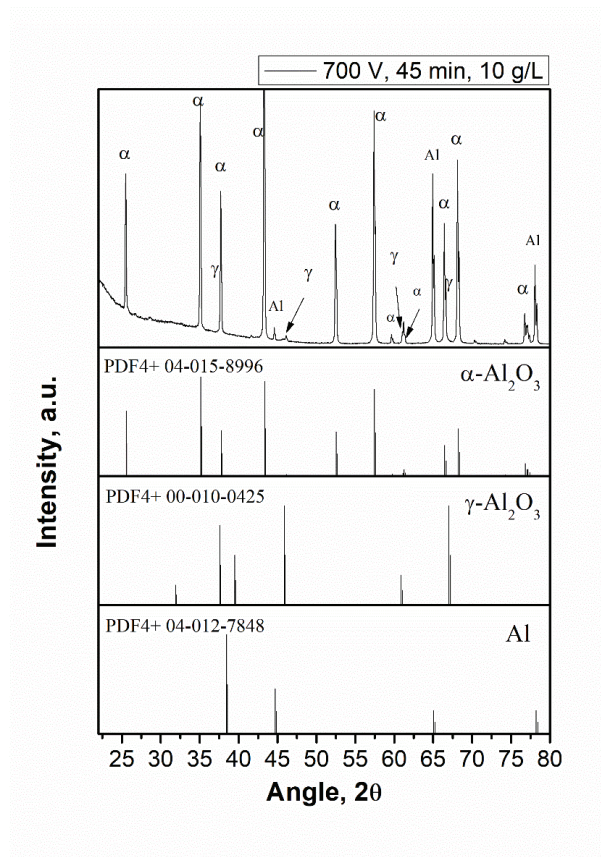 700 V, 45 min, 10 g/L
α
α
α
α
γ
Al
γ
α
α
α
γ
α
Al
α
γ
α
α
Al
PDF4+ 04-015-8996
α-Al₂O₃
PDF4+ 00-010-0425
γ-Al₂O₃
PDF4+ 04-012-7848
Al
Intensity, a.u.
25 30 35 40 45 50 55 60 65 70 75 80
Angle, 2θ